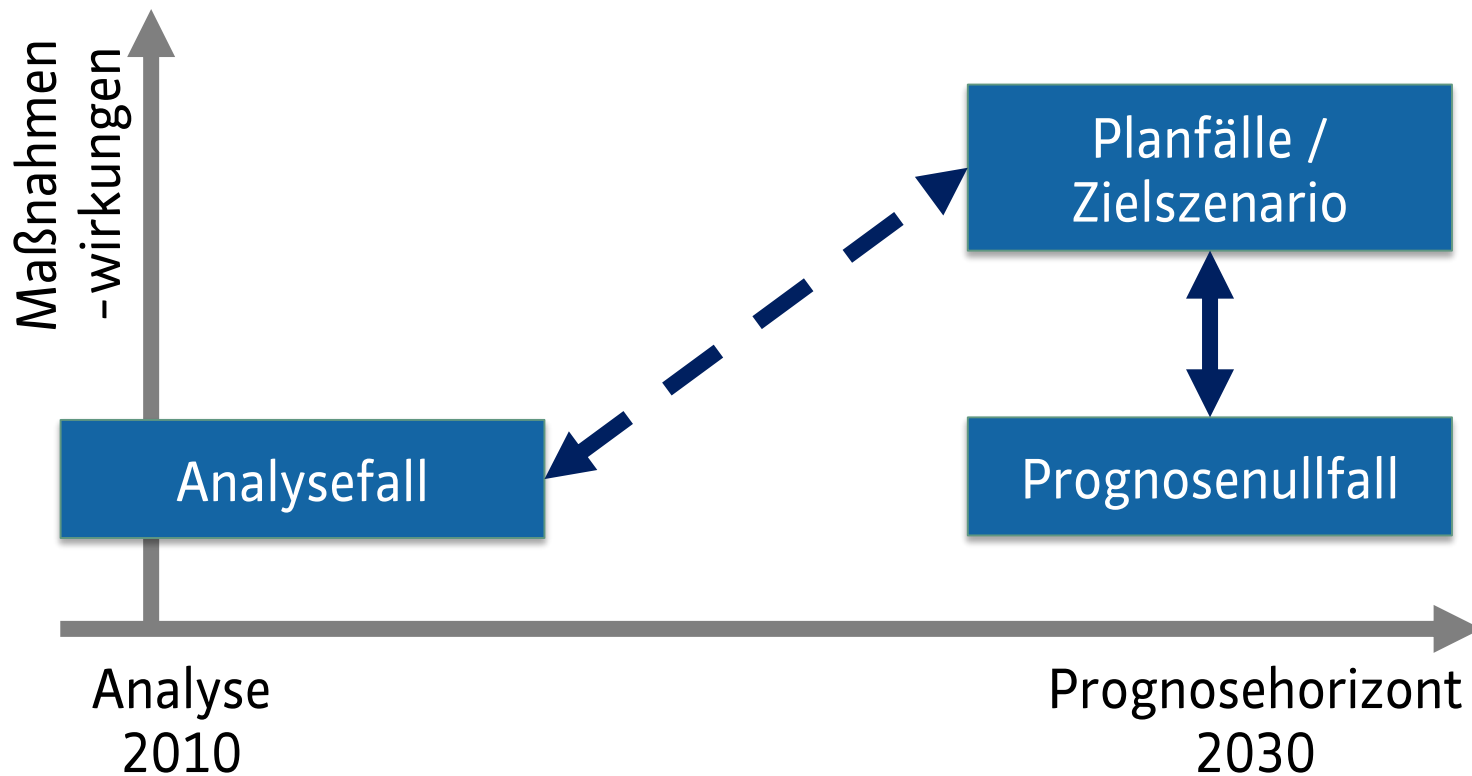 Maßnahmen
-wirkungen
Planfälle /
Zielszenario
Analysefall
Prognosenullfall
Analyse
2010
Prognosehorizont
2030